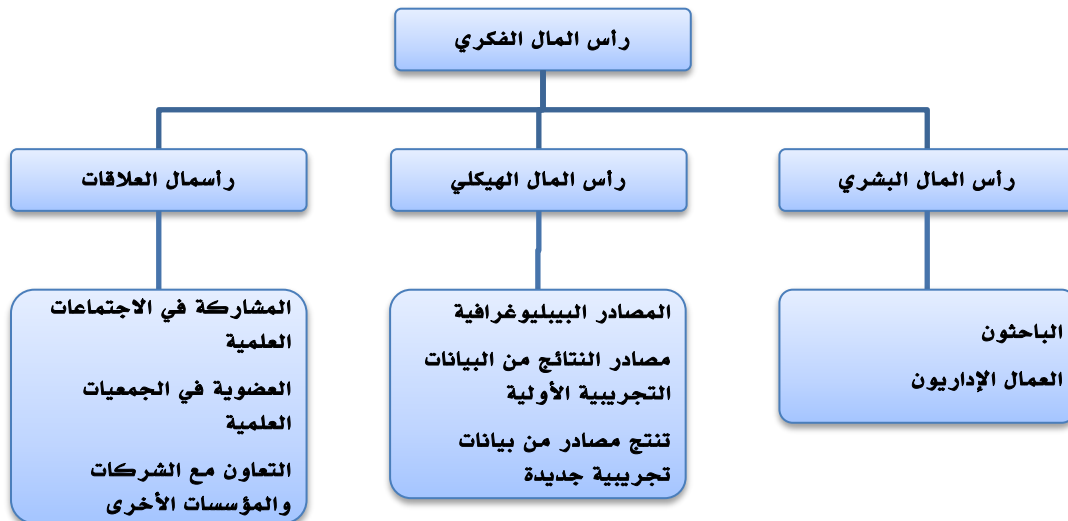 رأس المال الفكري
رأس المال البشري
رأس المال الهيكلي
رأسمال العلاقات
الباحثون
العمال الإداريون
المصادر البيبليوغرافية
مصادر النتائج من البيانات
التجريبية الأولية
تنتج مصادر من بيانات
تجريبية جديدة
المشاركة في الاجتماعات
العلمية
العضوية في الجمعيات
العلمية
التعاون مع الشركات
والمؤسسات الأخرى